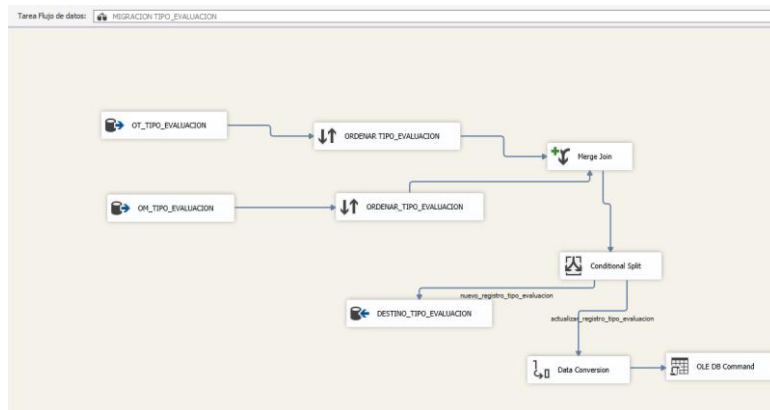 Tarea Flujo de datos: MIGRACION TIPO_EVALUACION
OT_TIPO_EVALUACION
ORDENAR TIPO_EVALUACION
Merge Join
OM_TIPO_EVALUACION
ORDENAR_TIPO_EVALUACION
Conditional Split
nuevo_registro_tipo_evaluacion
DESTINO_TIPO_EVALUACION
actualizar_registro_tipo_evaluacion
Data Conversion
OLE DB Command